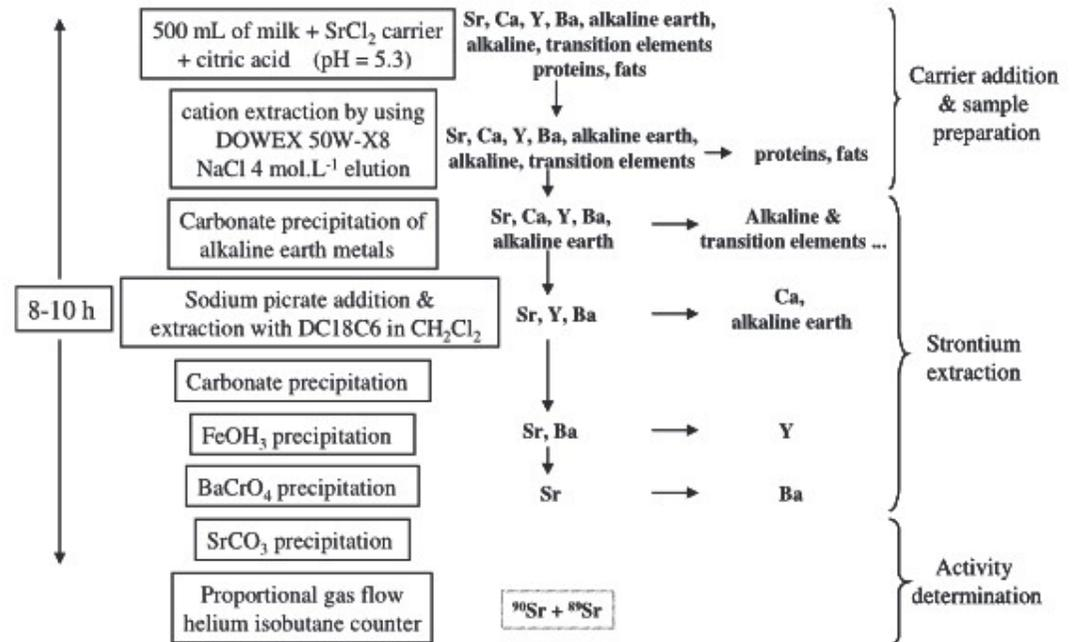 500 mL of milk + SrCl₂ carrier
+ citric acid (pH = 5.3)
Sr, Ca, Y, Ba, alkaline earth,
alkaline, transition elements
proteins, fats
Carrier addition
& sample
preparation
cation extraction by using
DOWEX 50W-X8
NaCl 4 mol.L⁻¹ elution
Sr, Ca, Y, Ba, alkaline earth,
alkaline, transition elements
proteins, fats
Carbonate precipitation of
alkaline earth metals
Sr, Ca, Y, Ba,
alkaline earth
Alkaline &
transition elements ...
8-10 h
Sodium picrate addition &
extraction with DC18C6 in CH₂Cl₂
Sr, Y, Ba
Ca,
alkaline earth
Strontium
extraction
Carbonate precipitation
FeOH₃ precipitation
Sr, Ba
Y
BaCrO₄ precipitation
Sr
Ba
SrCO₃ precipitation
Proportional gas flow
helium isobutane counter
⁹⁰Sr + ⁸⁹Sr
Activity
determination